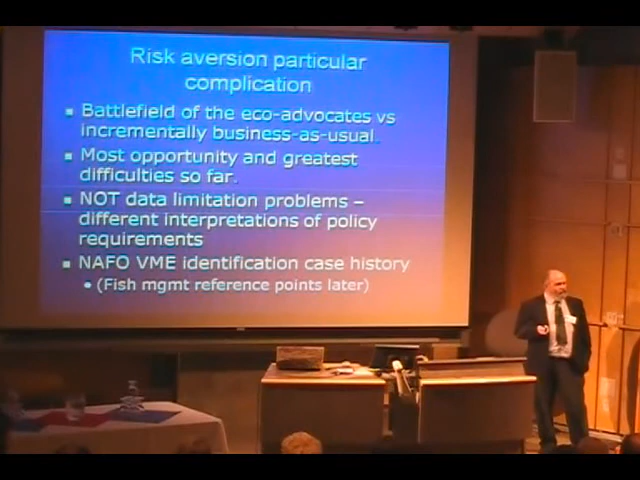 Risk aversion particular
complication
Battlefield of the eco-advocates vs
incrementally business-as-usual.
Most opportunity and greatest
difficulties so far.
NOT data limitation problems –
different interpretations of policy
requirements
NAFO VME identification case history
(Fish mgmt reference points later)